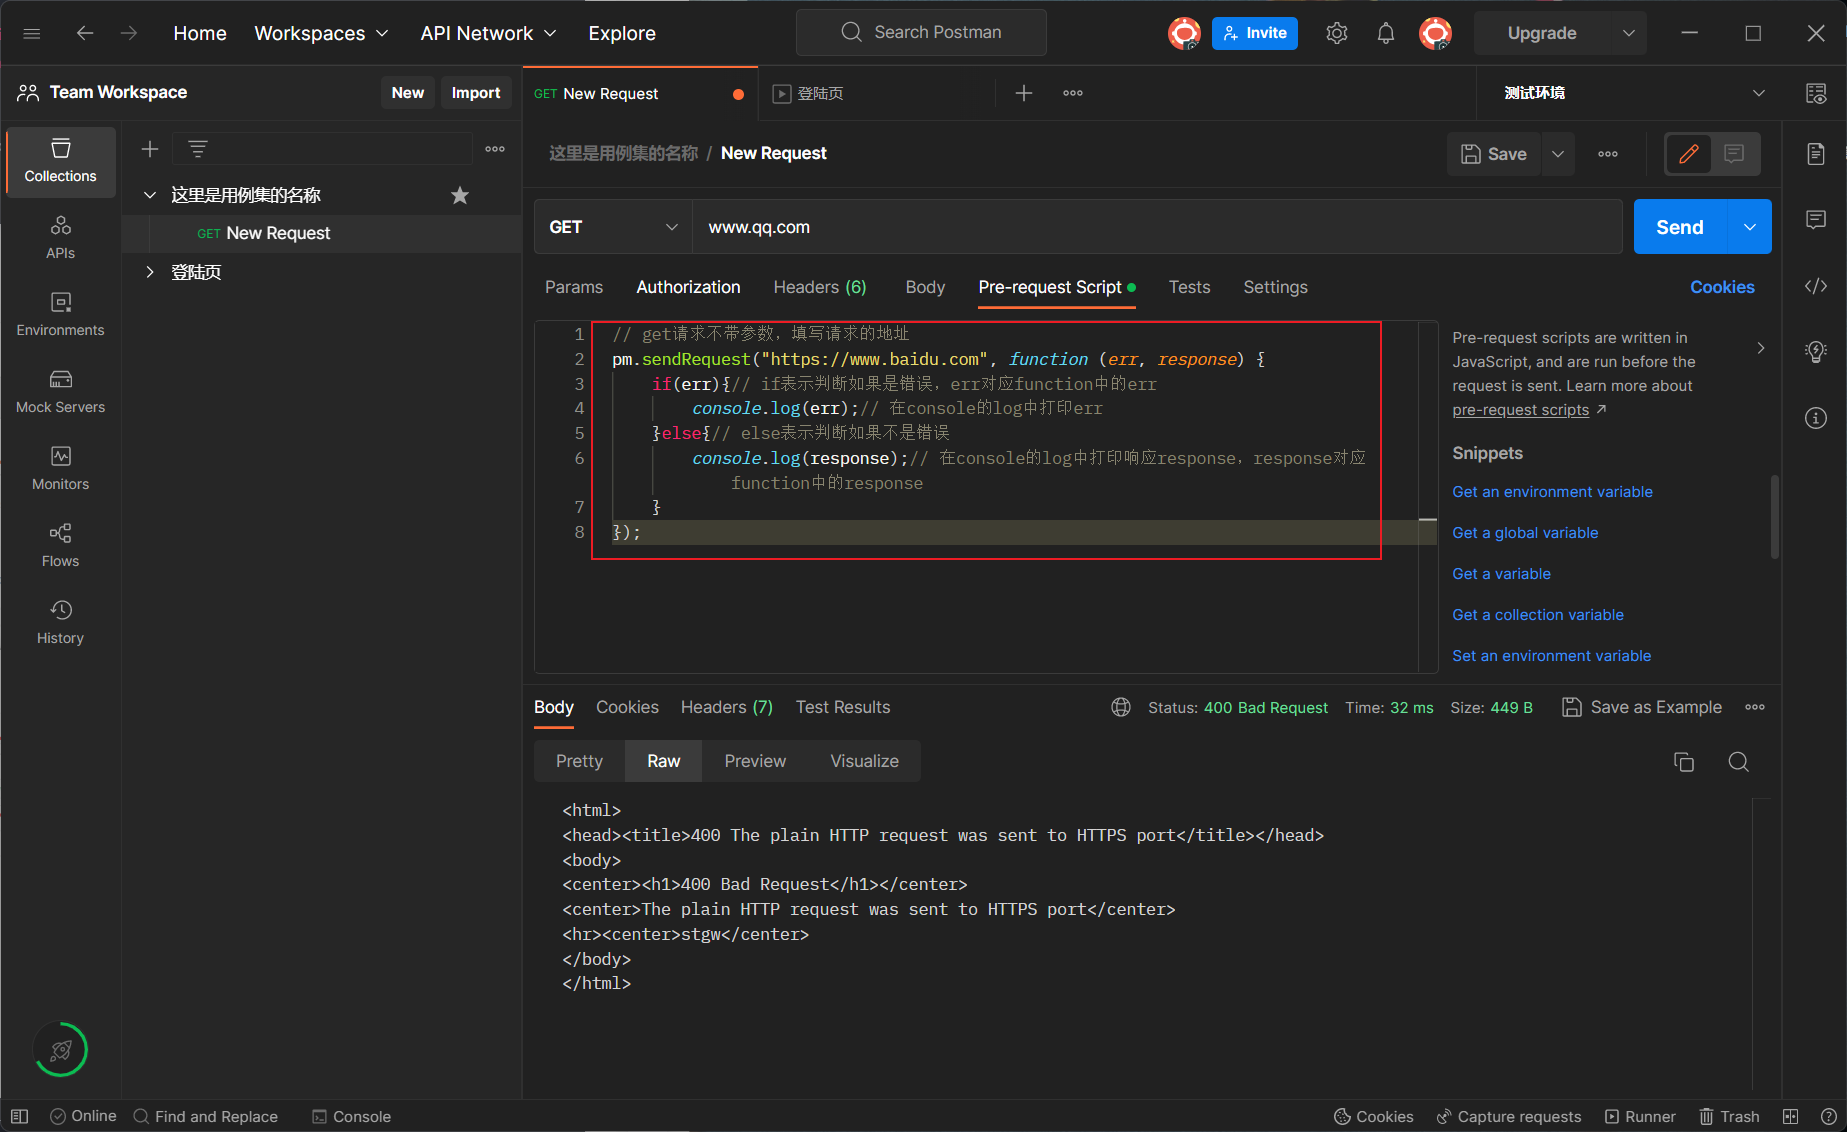 Home Workspaces API Network Explore Search Postman Invite Upgrade
Team Workspace New Import GET New Request 登陆页 测试环境
这里是用例集的名称 / New Request Save
Collections
这里是用例集的名称
GET New Request
登陆页
APIs
Environments
Mock Servers
Monitors
Flows
History
GET www.qq.com Send
Params Authorization Headers (6) Body Pre-request Script Tests Settings Cookies
1 // get请求不带参数，填写请求的地址
2 pm.sendRequest("https://www.baidu.com", function (err, response) {
3 if(err){// if表示判断如果是错误，err对应function中的err
4 console.log(err);// 在console的log中打印err
5 }else{// else表示判断如果不是错误
6 console.log(response);// 在console的log中打印响应response，response对应
function中的response
7 }
8 });
Pre-request scripts are written in
JavaScript, and are run before the
request is sent. Learn more about
pre-request scripts ↗
Snippets
Get an environment variable
Get a global variable
Get a variable
Get a collection variable
Set an environment variable
Body Cookies Headers (7) Test Results Status: 400 Bad Request Time: 32 ms Size: 449 B Save as Example
Pretty Raw Preview Visualize
<html>
<head><title>400 The plain HTTP request was sent to HTTPS port</title></head>
<body>
<center><h1>400 Bad Request</h1></center>
<center>The plain HTTP request was sent to HTTPS port</center>
<hr><center>stgw</center>
</body>
</html>
Online Find and Replace Console Cookies Capture requests Runner Trash